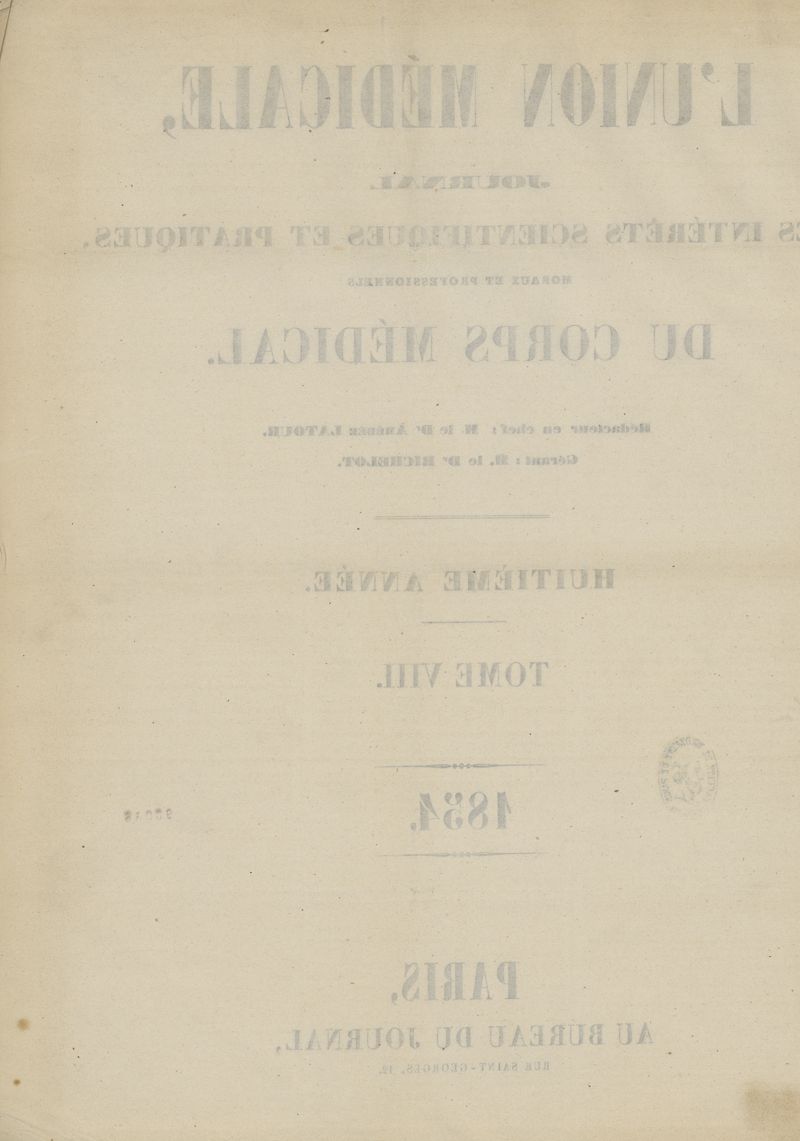 L'UNION MÉDICALE,
JOURNAL
ES INTÉRÊTS SCIENTIFIQUES ET PRATIQUES,
MORAUX ET PROFESSIONNELS
DU CORPS MÉDICAL.
Rédacteur en chef : M. le Dr AMÉDÉE LATOUR.
Gérant : M. le Dr RICHELOT.
HUITIÈME ANNÉE.
TOME VIII.
1854.
PARIS,
AU BUREAU DU JOURNAL,
RUE SAINT-GEORGES, 12.